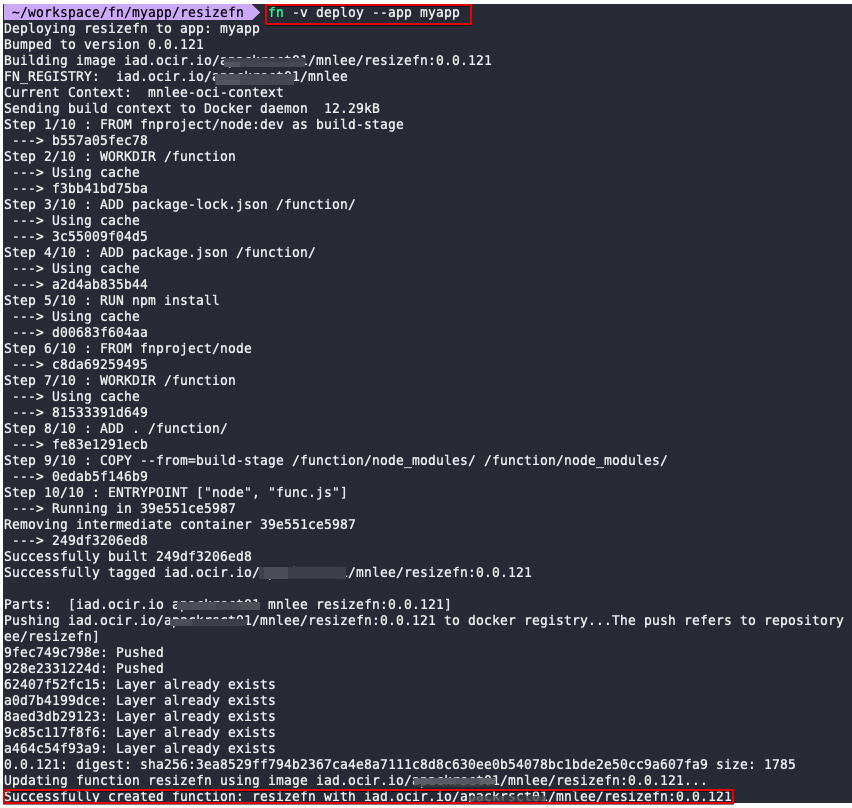 ~/workspace/fn/myapp/resizefn fn -v deploy --app myapp
Deploying resizefn to app: myapp
Bumped to version 0.0.121
Building image iad.ocir.io/ /mnlee/resizefn:0.0.121
FN_REGISTRY:  iad.ocir.io/ /mnlee
Current Context:  mnlee-oci-context
Sending build context to Docker daemon  12.29kB
Step 1/10 : FROM fnproject/node:dev as build-stage
 ---> b557a05fec78
Step 2/10 : WORKDIR /function
 ---> Using cache
 ---> f3bb41bd75ba
Step 3/10 : ADD package-lock.json /function/
 ---> Using cache
 ---> 3c55009f04d5
Step 4/10 : ADD package.json /function/
 ---> Using cache
 ---> a2d4ab835b44
Step 5/10 : RUN npm install
 ---> Using cache
 ---> d00683f604aa
Step 6/10 : FROM fnproject/node
 ---> c8da69259495
Step 7/10 : WORKDIR /function
 ---> Using cache
 ---> 81533391d649
Step 8/10 : ADD . /function/
 ---> fe83e1291ecb
Step 9/10 : COPY --from=build-stage /function/node_modules/ /function/node_modules/
 ---> 0edab5f146b9
Step 10/10 : ENTRYPOINT ["node", "func.js"]
 ---> Running in 39e551ce5987
Removing intermediate container 39e551ce5987
 ---> 249df3206ed8
Successfully built 249df3206ed8
Successfully tagged iad.ocir.io/ /mnlee/resizefn:0.0.121
Parts:  [iad.ocir.io mnlee resizefn:0.0.121]
Pushing iad.ocir.io/ /mnlee/resizefn:0.0.121 to docker registry...The push refers to repository
ee/resizefn]
9fec749c798e: Pushed
928e2331224d: Pushed
62407f52fc15: Layer already exists
a0d7b4199dce: Layer already exists
8aed3db29123: Layer already exists
9c85c117f8f6: Layer already exists
a464c54f93a9: Layer already exists
0.0.121: digest: sha256:3ea8529ff794b2367ca4e8a7111c8d8c630ee0b54078bc1bde2e50cc9a607fa9 size: 1785
Updating function resizefn using image iad.ocir.io/ /mnlee/resizefn:0.0.121...
Successfully created function: resizefn with iad.ocir.io/ /mnlee/resizefn:0.0.121